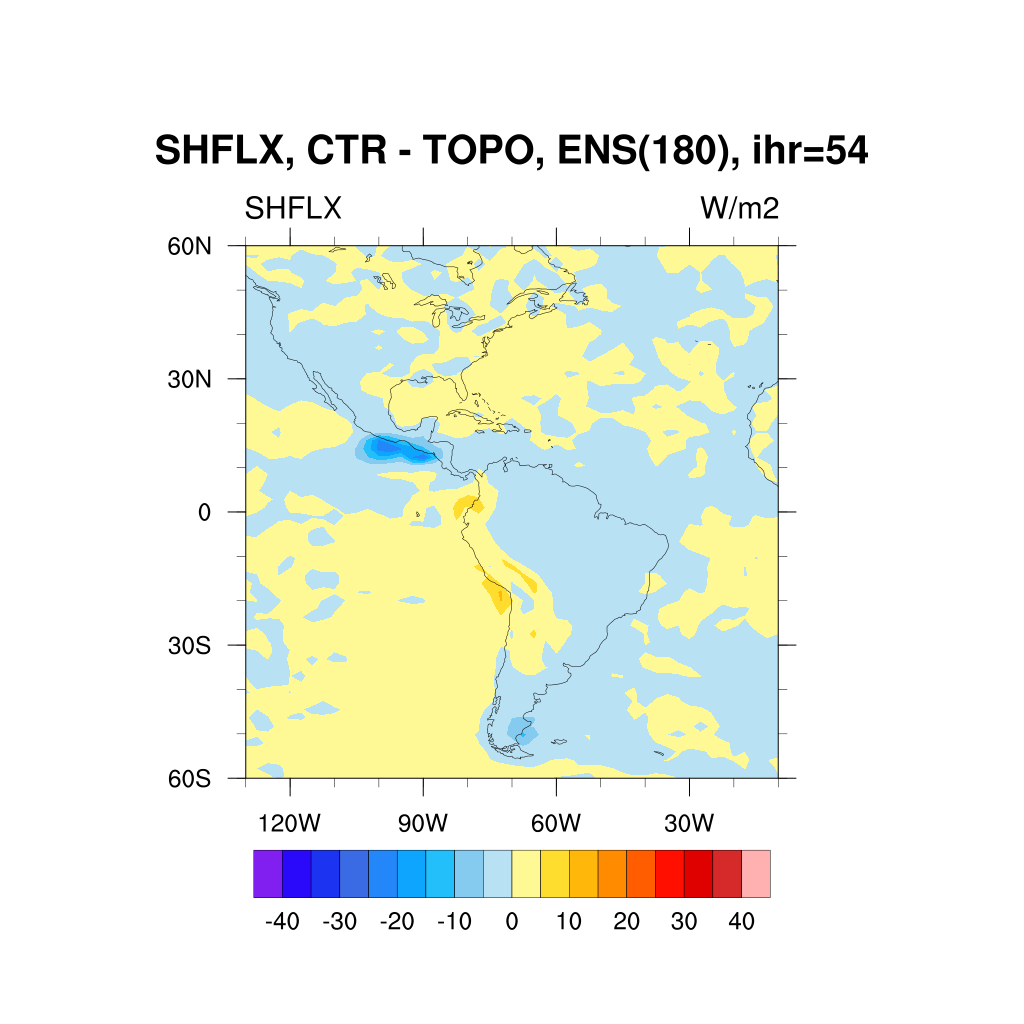 SHFLX, CTR - TOPO, ENS(180), ihr=54
SHFLX W/m2
60N
30N
0
30S
60S
120W 90W 60W 30W
-40 -30 -20 -10 0 10 20 30 40